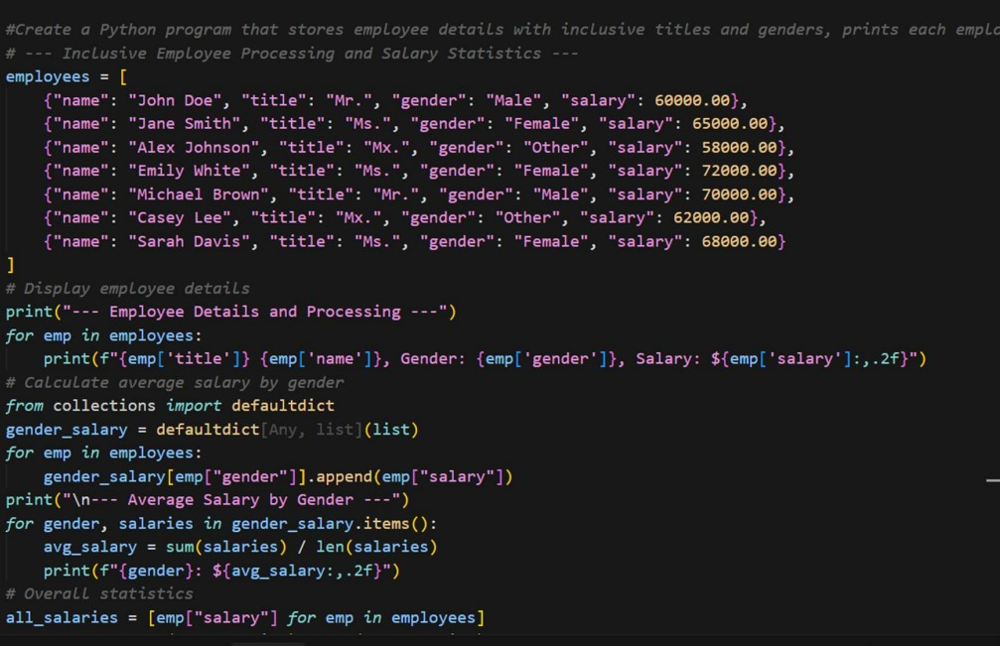 #Create a Python program that stores employee details with inclusive titles and genders, prints each
# --- Inclusive Employee Processing and Salary Statistics ---
employees = [
    {"name": "John Doe", "title": "Mr.", "gender": "Male", "salary": 60000.00},
    {"name": "Jane Smith", "title": "Ms.", "gender": "Female", "salary": 65000.00},
    {"name": "Alex Johnson", "title": "Mx.", "gender": "Other", "salary": 58000.00},
    {"name": "Emily White", "title": "Ms.", "gender": "Female", "salary": 72000.00},
    {"name": "Michael Brown", "title": "Mr.", "gender": "Male", "salary": 70000.00},
    {"name": "Casey Lee", "title": "Mx.", "gender": "Other", "salary": 62000.00},
    {"name": "Sarah Davis", "title": "Ms.", "gender": "Female", "salary": 68000.00}
]
# Display employee details
print("--- Employee Details and Processing ---")
for emp in employees:
    print(f"{emp['title']} {emp['name']}, Gender: {emp['gender']}, Salary: ${emp['salary']:,.2f}")
# Calculate average salary by gender
from collections import defaultdict
gender_salary = defaultdict[Any, list](list)
for emp in employees:
    gender_salary[emp["gender"]].append(emp["salary"])
print("\n--- Average Salary by Gender ---")
for gender, salaries in gender_salary.items():
    avg_salary = sum(salaries) / len(salaries)
    print(f"{gender}: ${avg_salary:,.2f}")
# Overall statistics
all_salaries = [emp["salary"] for emp in employees]